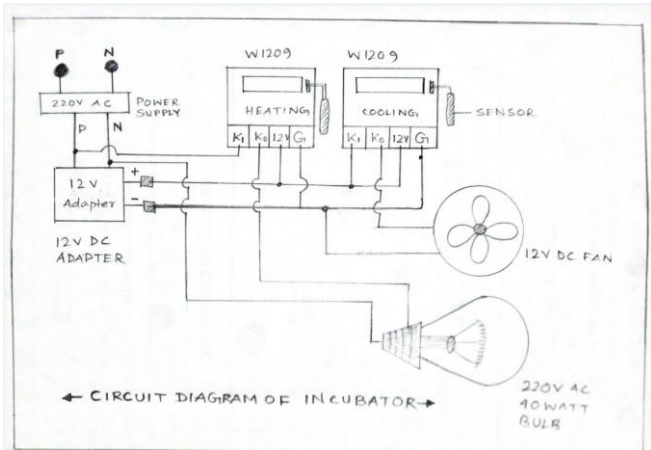 P N
220V AC
POWER
SUPPLY
P N
W1209
HEATING
K1 K0 12V G
W1209
COOLING
K1 K0 12V G
SENSOR
12V
Adapter
+
-
12V DC
ADAPTER
12V DC FAN
CIRCUIT DIAGRAM OF INCUBATOR
220V AC
40 WATT
BULB